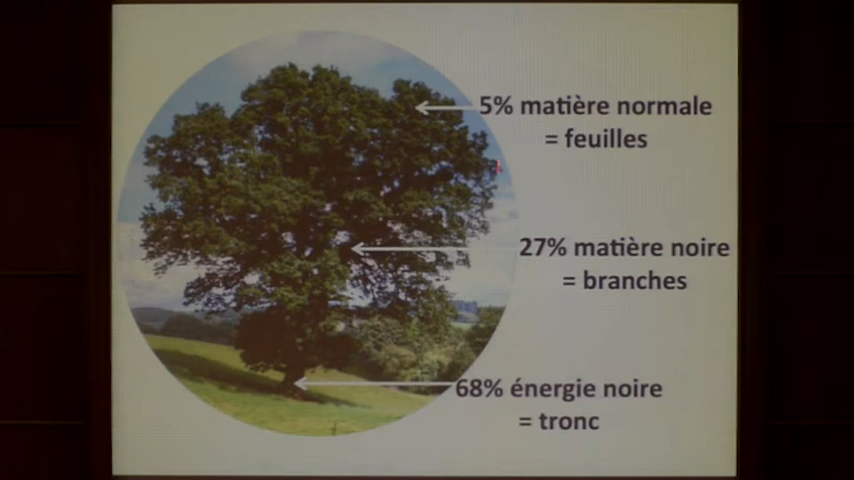 5% matière normale
= feuilles
27% matière noire
= branches
68% énergie noire
= tronc